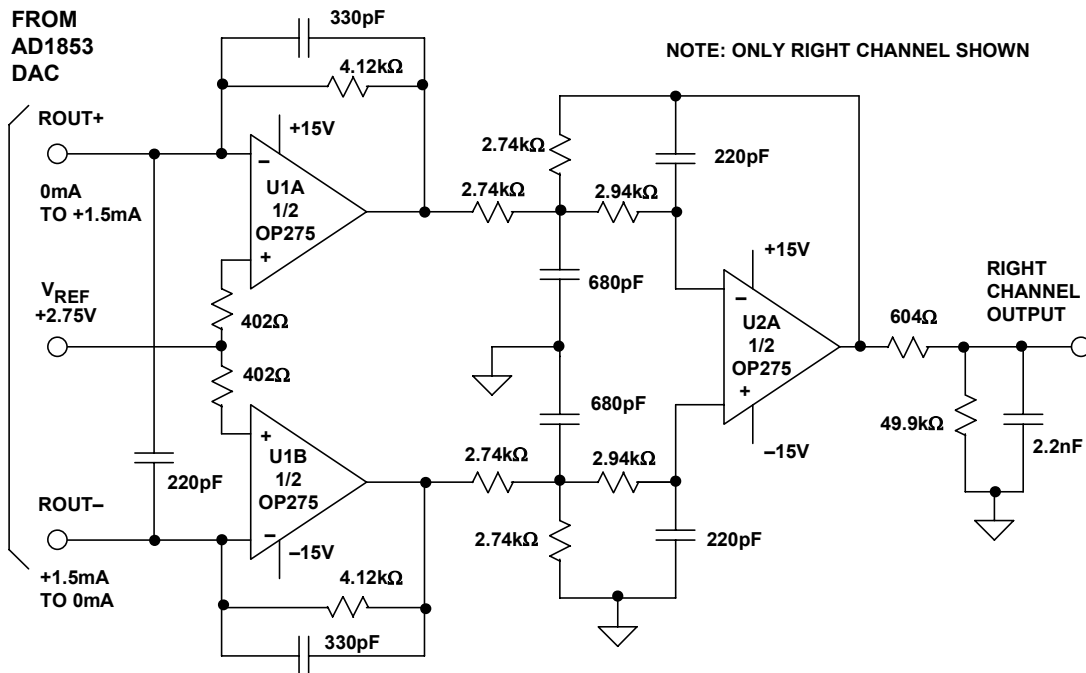 FROM
AD1853
DAC
330pF
4.12kΩ
NOTE: ONLY RIGHT CHANNEL SHOWN
ROUT+
0mA
TO +1.5mA
+15V
−
U1A
1/2
OP275
+
2.74kΩ
220pF
2.74kΩ
2.94kΩ
VREF
+2.75V
402Ω
402Ω
680pF
680pF
+15V
−
U2A
1/2
OP275
+
−15V
604Ω
RIGHT
CHANNEL
OUTPUT
49.9kΩ
2.2nF
220pF
+
U1B
1/2
OP275
−
−15V
2.74kΩ
2.94kΩ
2.74kΩ
220pF
ROUT−
+1.5mA
TO 0mA
4.12kΩ
330pF